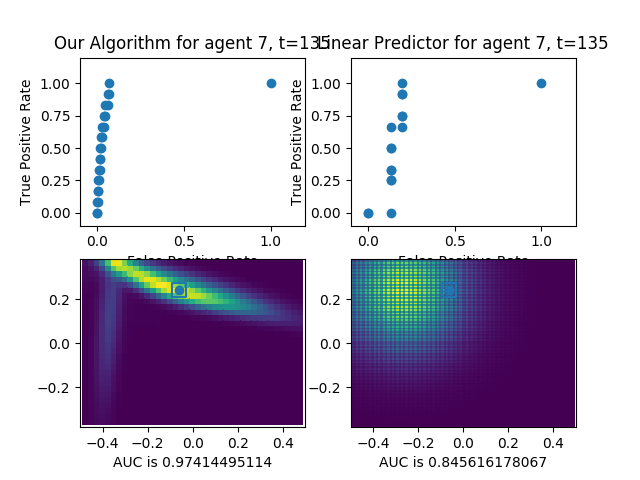 Our Algorithm for agent 7, t=135
Linear Predictor for agent 7, t=135
True Positive Rate
1.00
0.75
0.50
0.25
0.00
0.0 0.5 1.0
False Positive Rate
True Positive Rate
1.00
0.75
0.50
0.25
0.00
0.0 0.5 1.0
False Positive Rate
0.2
0.0
−0.2
−0.4 −0.2 0.0 0.2 0.4
AUC is 0.97414495114
0.2
0.0
−0.2
−0.4 −0.2 0.0 0.2 0.4
AUC is 0.845616178067